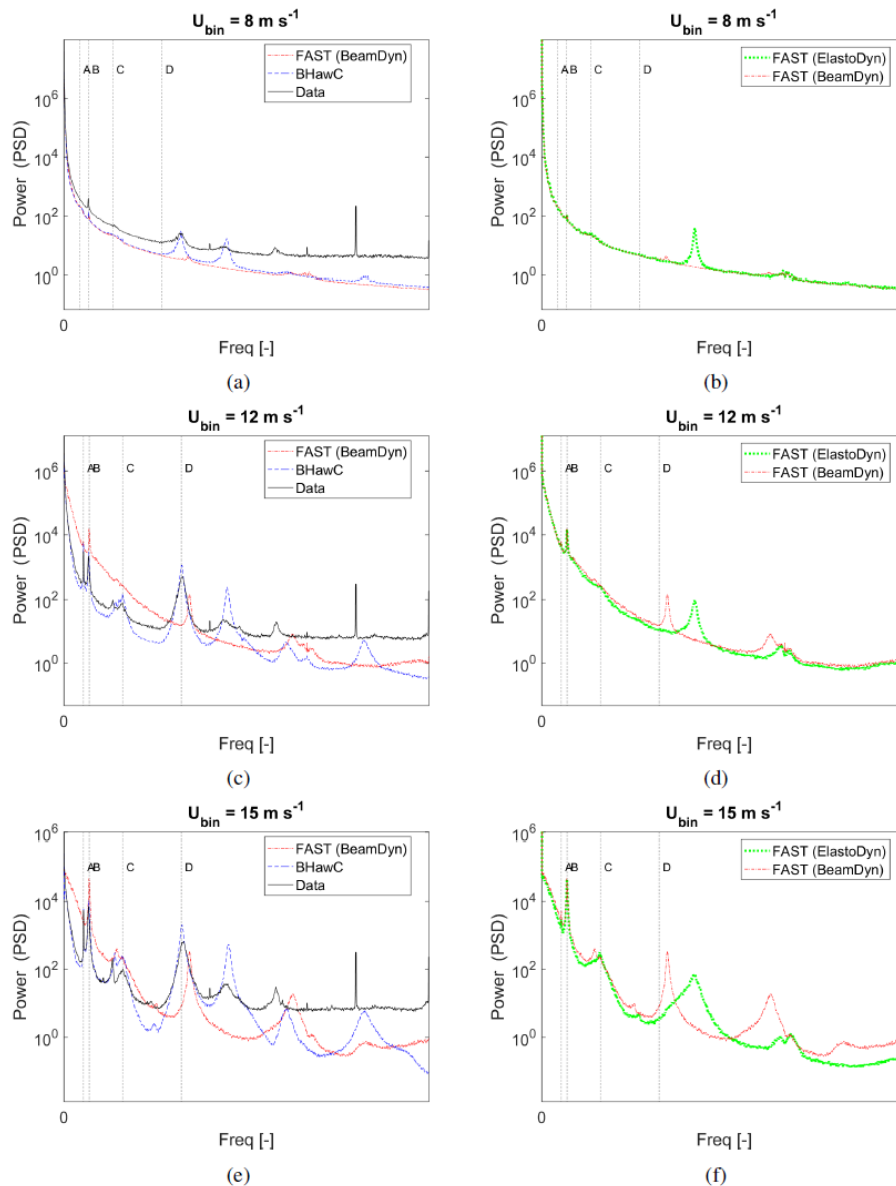 U_bin = 8 m s^-1
Power (PSD)
10^6
10^4
10^2
10^0
A B C D
FAST (BeamDyn)
BHawC
Data
0
Freq [-]
(a)
U_bin = 8 m s^-1
Power (PSD)
10^6
10^4
10^2
10^0
A B C D
FAST (ElastoDyn)
FAST (BeamDyn)
0
Freq [-]
(b)
U_bin = 12 m s^-1
Power (PSD)
10^6
10^4
10^2
10^0
A B C D
FAST (BeamDyn)
BHawC
Data
0
Freq [-]
(c)
U_bin = 12 m s^-1
Power (PSD)
10^6
10^4
10^2
10^0
A B C D
FAST (ElastoDyn)
FAST (BeamDyn)
0
Freq [-]
(d)
U_bin = 15 m s^-1
Power (PSD)
10^6
10^4
10^2
10^0
A B C D
FAST (BeamDyn)
BHawC
Data
0
Freq [-]
(e)
U_bin = 15 m s^-1
Power (PSD)
10^6
10^4
10^2
10^0
A B C D
FAST (ElastoDyn)
FAST (BeamDyn)
0
Freq [-]
(f)